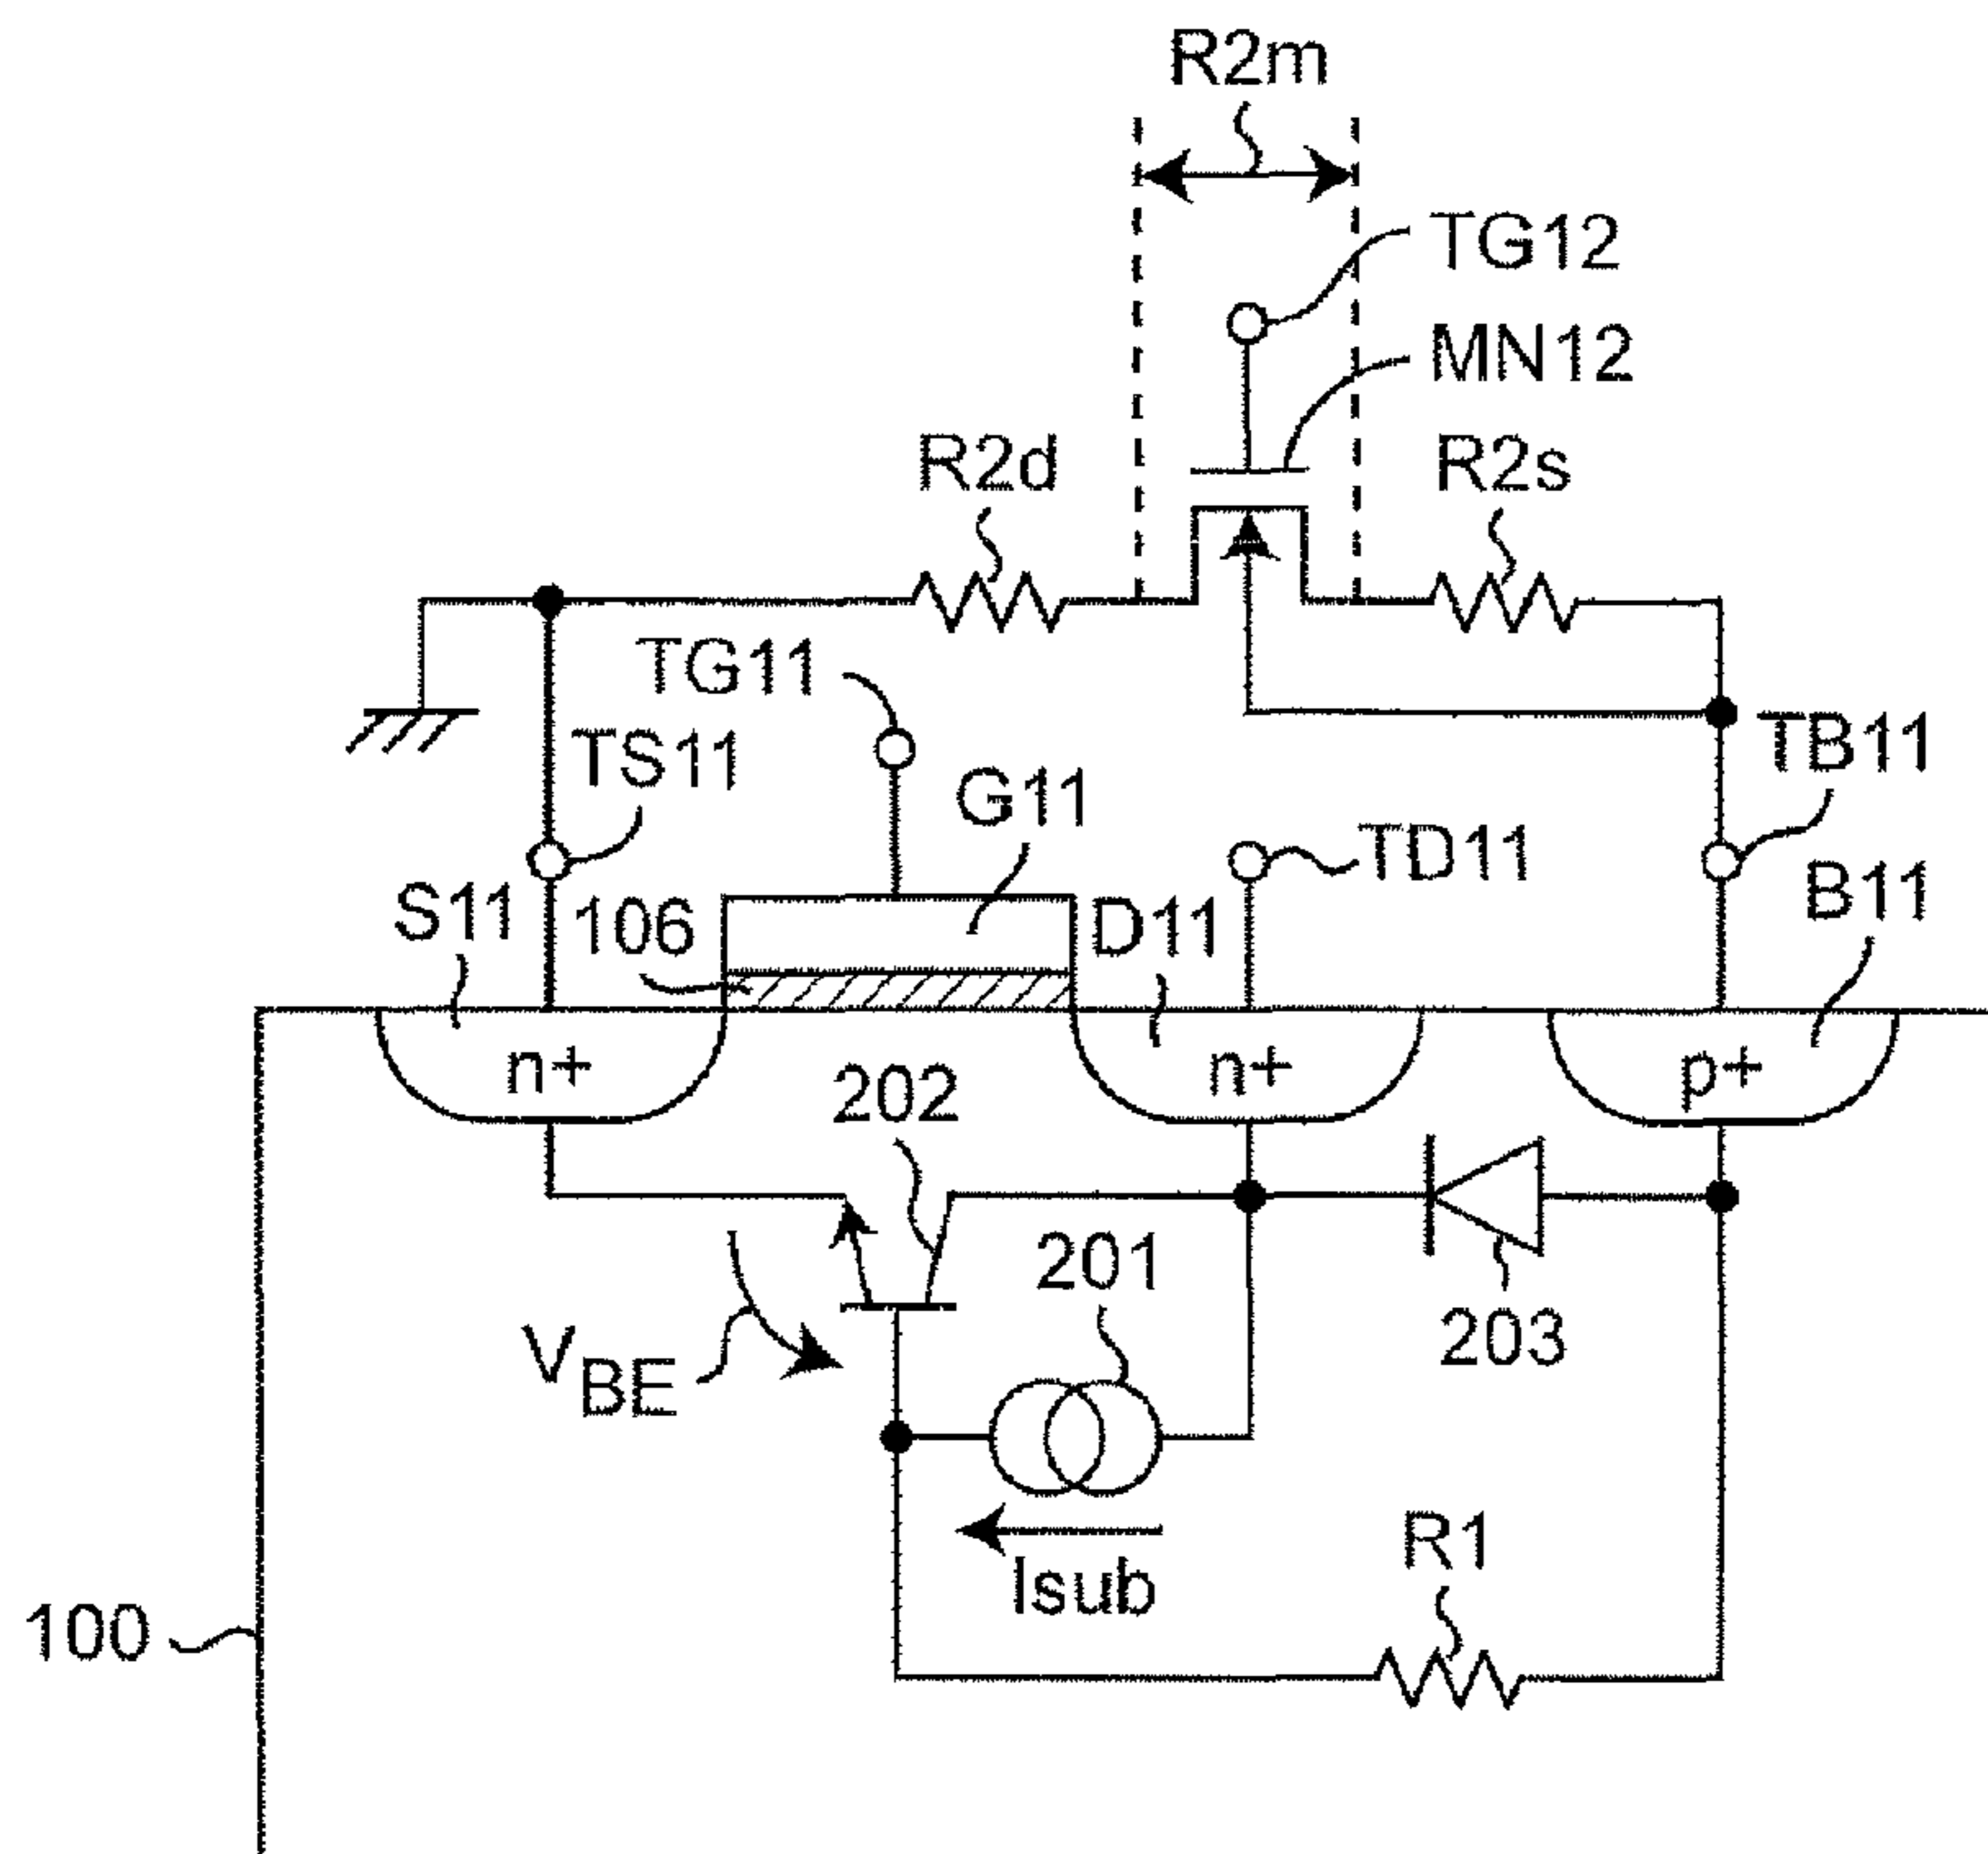 R2m
TG12
MN12
R2d
R2s
TG11
TS11
TB11
G11
TD11
S11
106
D11
B11
n+
n+
p+
202
201
203
VBE
Isub
R1
100